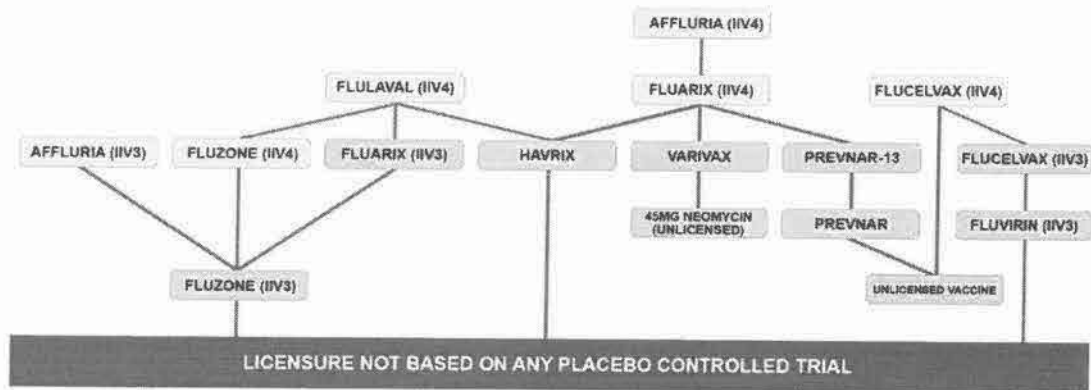 AFFLURIA (IIV4)
FLULAVAL (IIV4)
FLUARIX (IIV4)
FLUCELVAX (IIV4)
AFFLURIA (IIV3)
FLUZONE (IIV4)
FLUARIX (IIV3)
HAVRIX
VARIVAX
PREVNAR-13
FLUCELVAX (IIV3)
45MG NEOMYCIN
(UNLICENSED)
PREVNAR
FLUVIRIN (IIV3)
FLUZONE (IIV3)
UNLICENSED VACCINE
LICENSURE NOT BASED ON ANY PLACEBO CONTROLLED TRIAL